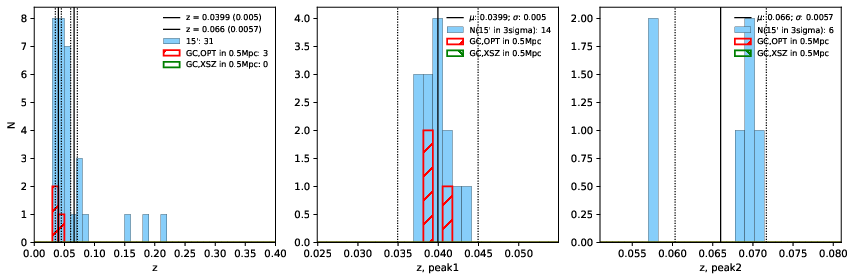 z = 0.0399 (0.005)
z = 0.066 (0.0057)
15': 31
GC,OPT in 0.5Mpc: 3
GC,XSZ in 0.5Mpc: 0
8
7
6
5
4
3
2
1
0
N
0.00 0.05 0.10 0.15 0.20 0.25 0.30 0.35 0.40
z
μ: 0.0399; σ: 0.005
N(15' in 3sigma): 14
GC,OPT in 0.5Mpc
GC,XSZ in 0.5Mpc
4.0
3.5
3.0
2.5
2.0
1.5
1.0
0.5
0.0
0.025 0.030 0.035 0.040 0.045 0.050
z, peak1
μ: 0.066; σ: 0.0057
N(15' in 3sigma): 6
GC,OPT in 0.5Mpc
GC,XSZ in 0.5Mpc
2.00
1.75
1.50
1.25
1.00
0.75
0.50
0.25
0.00
0.055 0.060 0.065 0.070 0.075 0.080
z, peak2